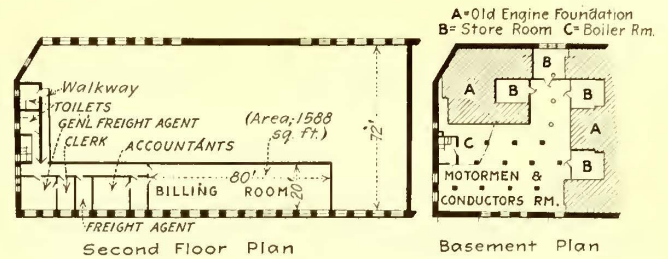 A=Old Engine Foundation
B= Store Room C= Boiler Rm.
Walkway
TOILETS
GEN'L FREIGHT AGENT
CLERK
ACCOUNTANTS
(Area, 1588
sq. ft.)
72'
80'
BILLING ROOM
20'
FREIGHT AGENT
Second Floor Plan
B
A
B
B
A
C
B
MOTORMEN &
CONDUCTORS RM.
Basement Plan